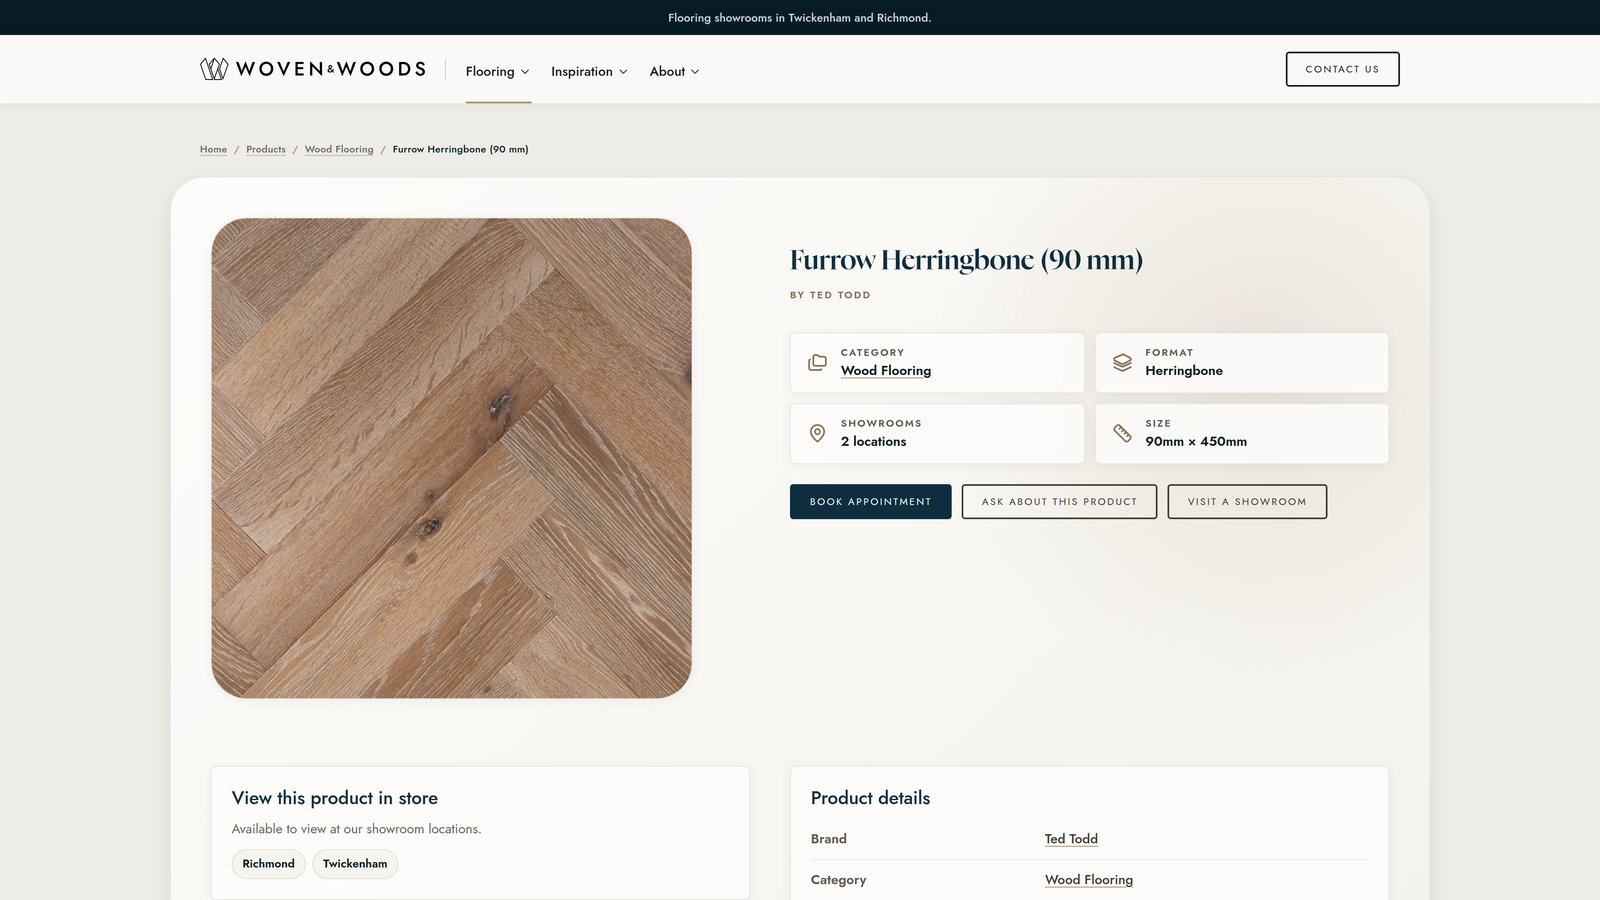 Flooring showrooms in Twickenham and Richmond.
WOVEN&WOODS
Flooring
Inspiration
About
CONTACT US
Home / Products / Wood Flooring / Furrow Herringbone (90 mm)
Furrow Herringbone (90 mm)
BY TED TODD
CATEGORY
Wood Flooring
FORMAT
Herringbone
SHOWROOMS
2 locations
SIZE
90mm × 450mm
BOOK APPOINTMENT
ASK ABOUT THIS PRODUCT
VISIT A SHOWROOM
View this product in store
Available to view at our showroom locations.
Richmond
Twickenham
Product details
Brand
Ted Todd
Category
Wood Flooring